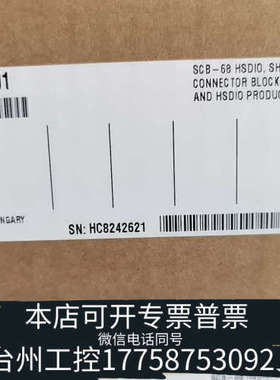 01
SCB-68 HSDIO, SH
CONNECTOR BLOCK
AND HSDIO PRODUC
NGARY
SN: HC8242621
本店可开专票普票
微信电话同号
台州工控17758753092